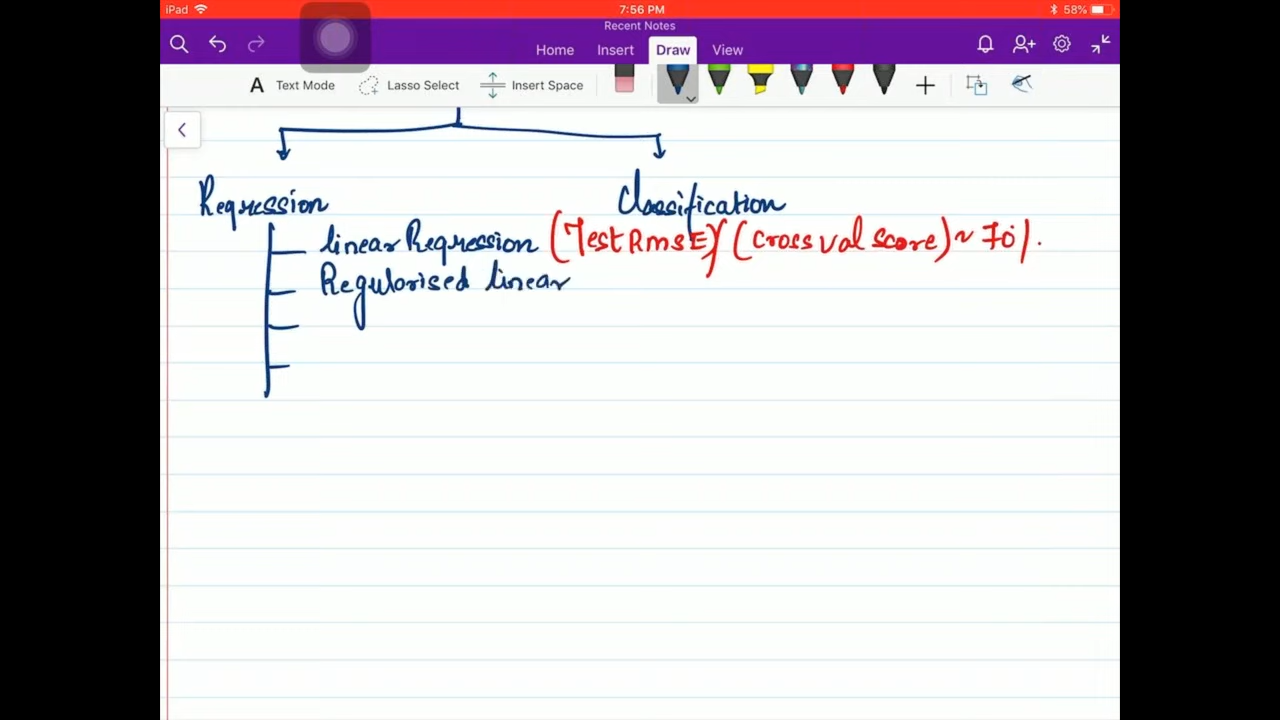 iPad 7:56 PM 58%
Recent Notes
Home Insert Draw View
A Text Mode Lasso Select Insert Space
Regression Classification
linear Regression (Test RmsE)/(Cross val score) ~ 70%.
Regularised linear